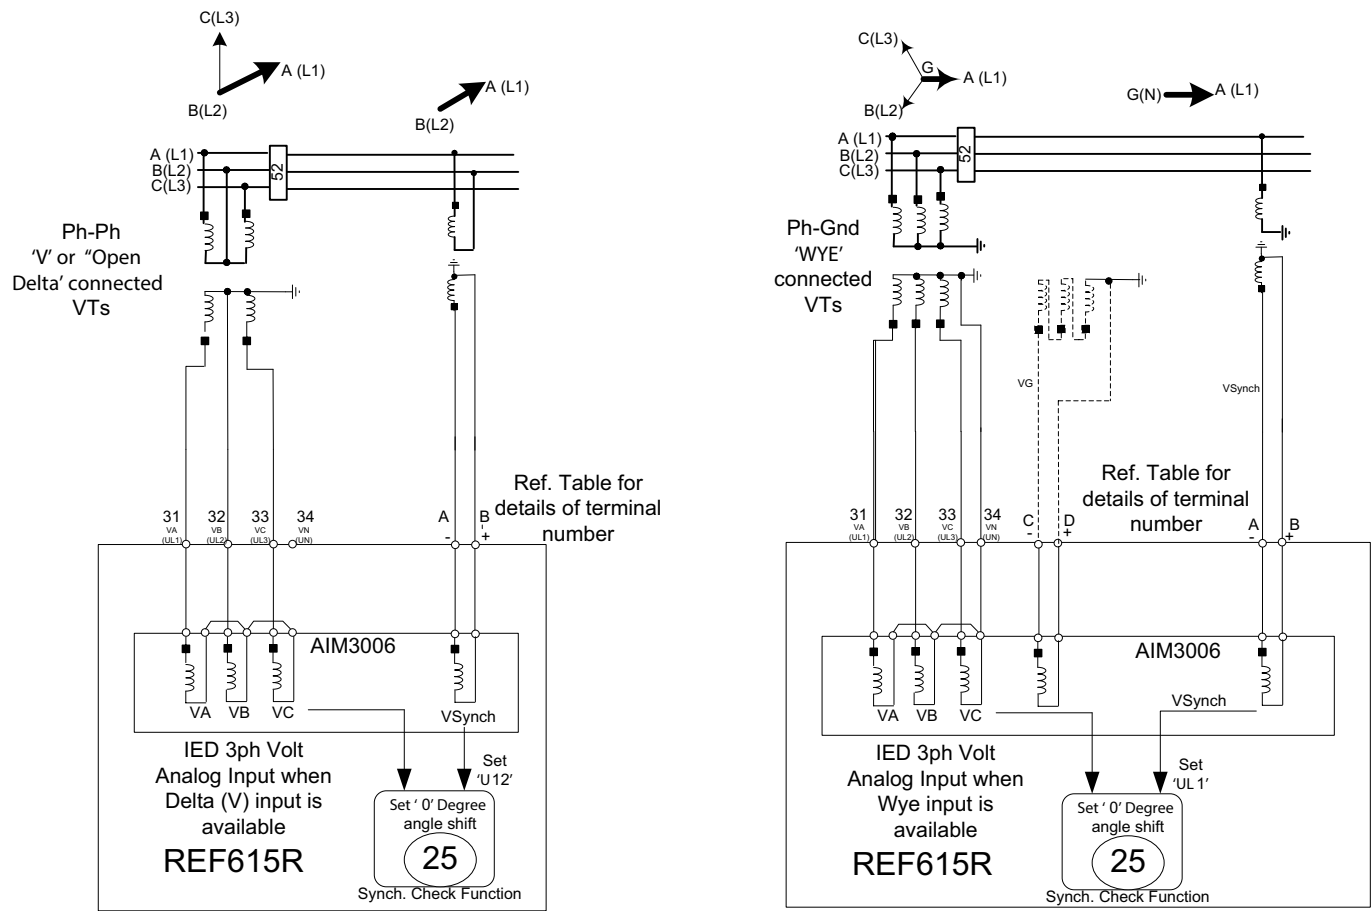 C(L3)
A (L1)
B(L2)
A (L1)
B(L2)
A (L1)
B(L2)
C(L3)
52
Ph-Ph
'V' or "Open
Delta' connected
VTs
Ref. Table for
details of terminal
number
31
VA
(UL1)
32
VB
(UL2)
33
VC
(UL3)
34
VN
(UN)
A
-
B
+
AIM3006
VA
VB
VC
VSynch
IED 3ph Volt
Analog Input when
Delta (V) input is
available
REF615R
Set
'U12'
Set ' 0' Degree
angle shift
25
Synch. Check Function
C(L3)
G
A (L1)
B(L2)
G(N)
A (L1)
A (L1)
B(L2)
C(L3)
52
Ph-Gnd
'WYE'
connected
VTs
VG
VSynch
Ref. Table for
details of terminal
number
31
VA
(UL1)
32
VB
(UL2)
33
VC
(UL3)
34
VN
(UN)
C
-
D
+
A
-
B
+
AIM3006
VA
VB
VC
VSynch
IED 3ph Volt
Analog Input when
Wye input is
available
REF615R
Set
'UL1'
Set ' 0' Degree
angle shift
25
Synch. Check Function